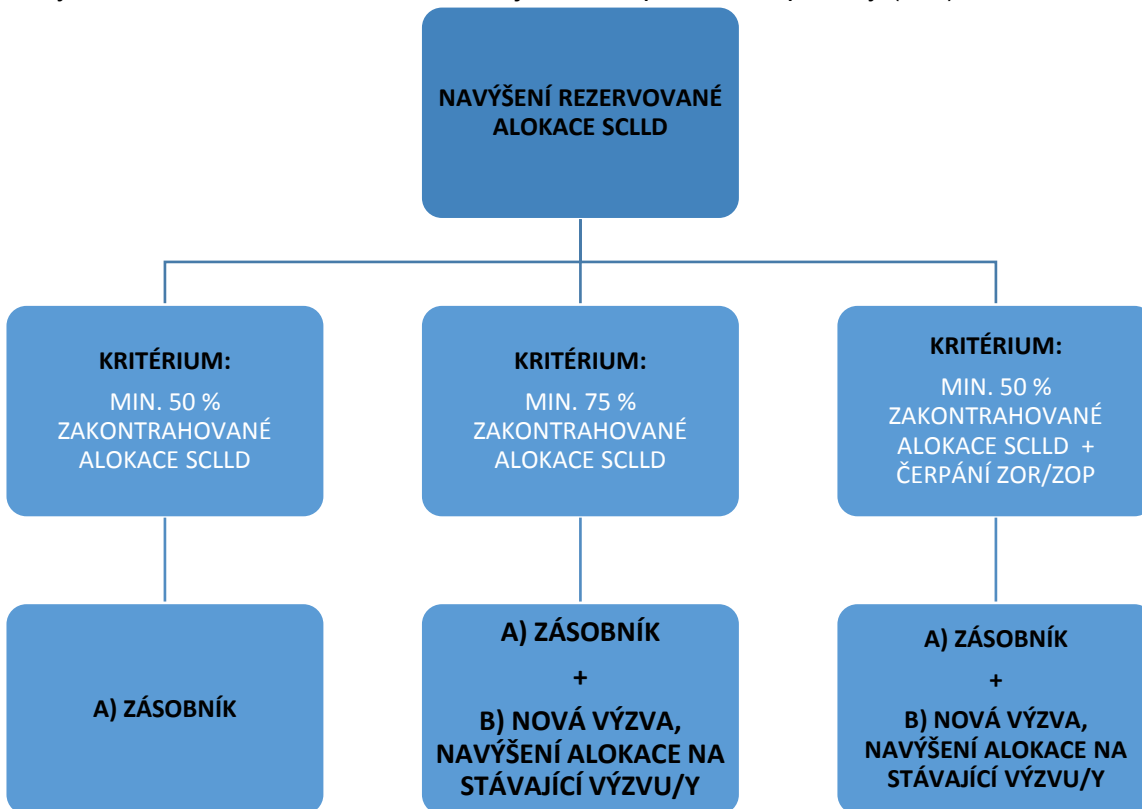 NAVÝŠENÍ REZERVOVANÉ
ALOKACE SCLLD
KRITÉRIUM:
MIN. 50 %
ZAKONTRAHOVANÉ
ALOKACE SCLLD
KRITÉRIUM:
MIN. 75 %
ZAKONTRAHOVANÉ
ALOKACE SCLLD
KRITÉRIUM:
MIN. 50 %
ZAKONTRAHOVANÉ
ALOKACE SCLLD +
ČERPÁNÍ ZOR/ZOP
A) ZÁSOBNÍK
A) ZÁSOBNÍK
+
B) NOVÁ VÝZVA,
NAVÝŠENÍ ALOKACE NA
STÁVAJÍCÍ VÝZVU/Y
A) ZÁSOBNÍK
+
B) NOVÁ VÝZVA,
NAVÝŠENÍ ALOKACE NA
STÁVAJÍCÍ VÝZVU/Y